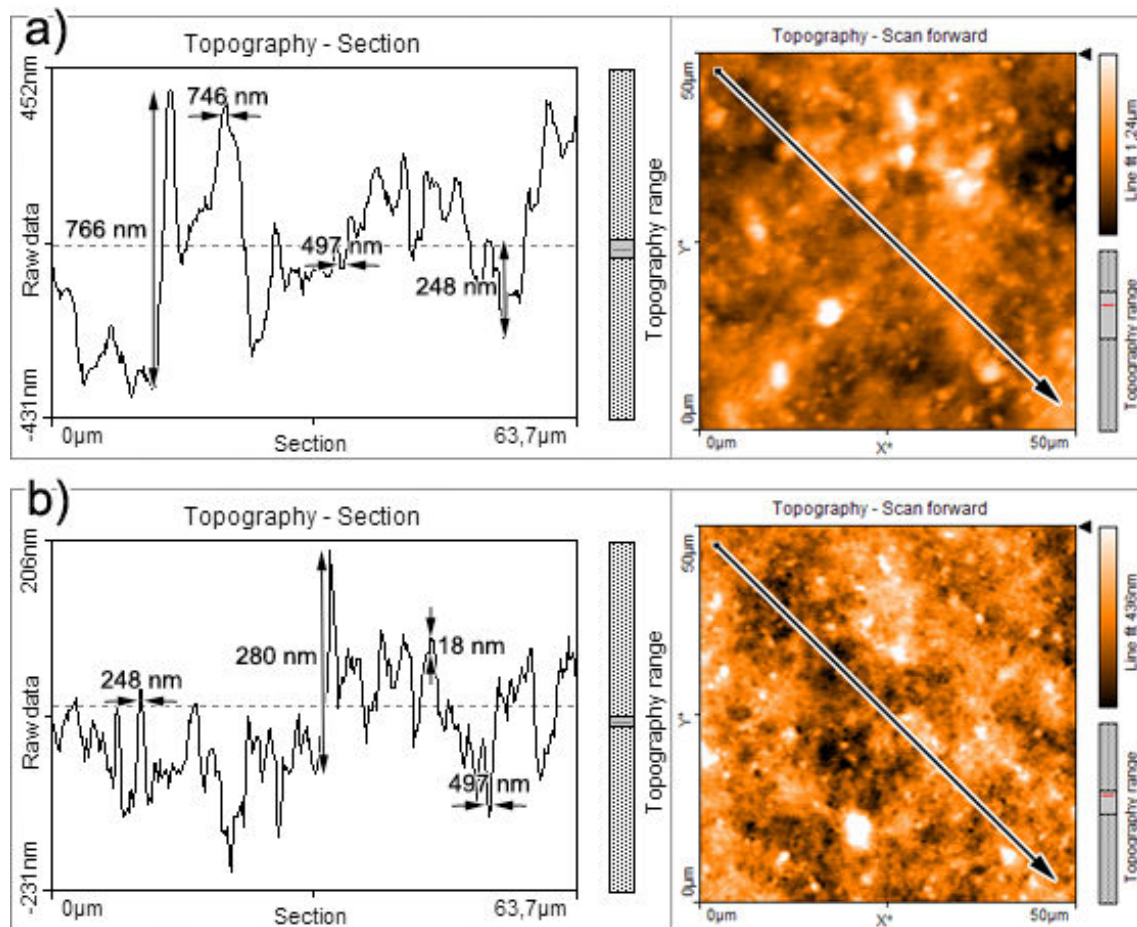 a)
Topography - Section
452nm
Raw data
-431nm
746 nm
766 nm
497 nm
248 nm
0µm
Section
63,7µm
Topography range
Topography - Scan forward
50µm
Y*
0µm
0µm
X*
50µm
Line fit 1,24µm
Topography range
b)
Topography - Section
206nm
Raw data
-231nm
248 nm
280 nm
18 nm
497 nm
0µm
Section
63,7µm
Topography range
Topography - Scan forward
50µm
Y*
0µm
0µm
X*
50µm
Line fit 436nm
Topography range